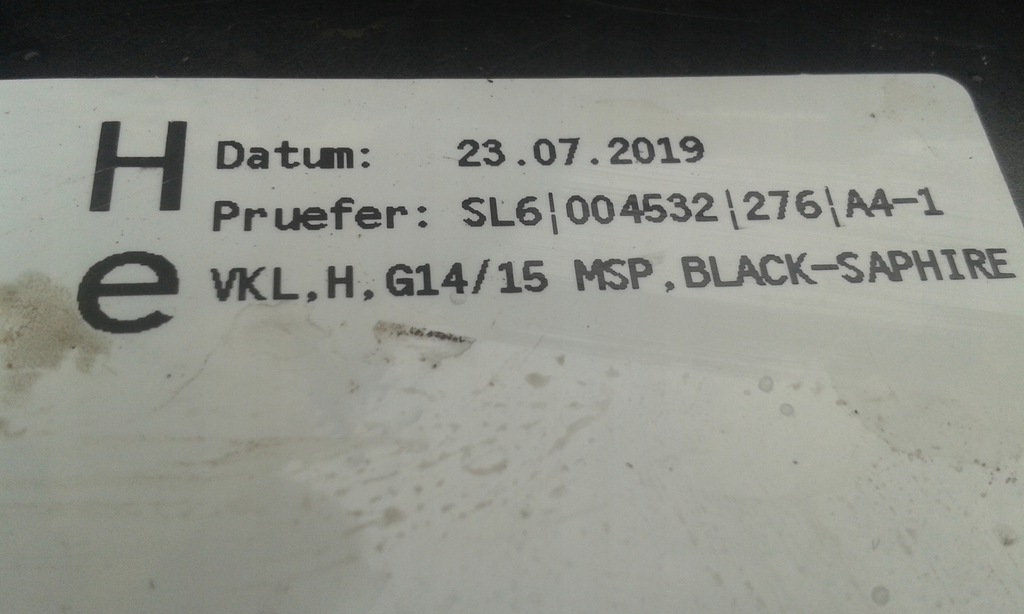 H Datum: 23.07.2019
Pruefer: SL6|004532|276|A4-1
e VKL,H,G14/15 MSP,BLACK-SAPHIRE